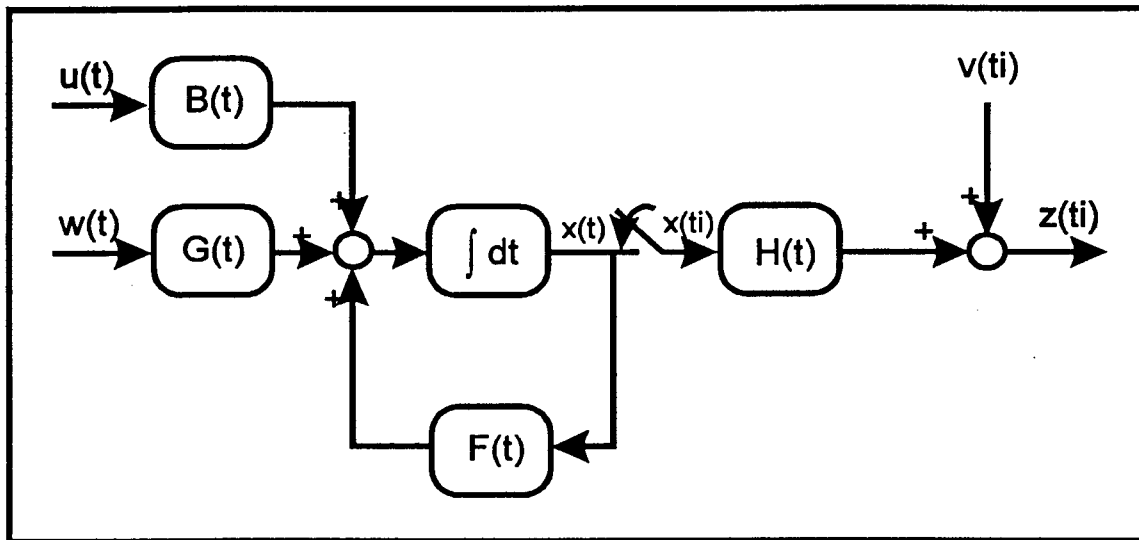 u(t)
B(t)
v(ti)
+
+
w(t)
G(t)
+
∫ dt
x(t)
x(ti)
H(t)
+
z(ti)
+
F(t)